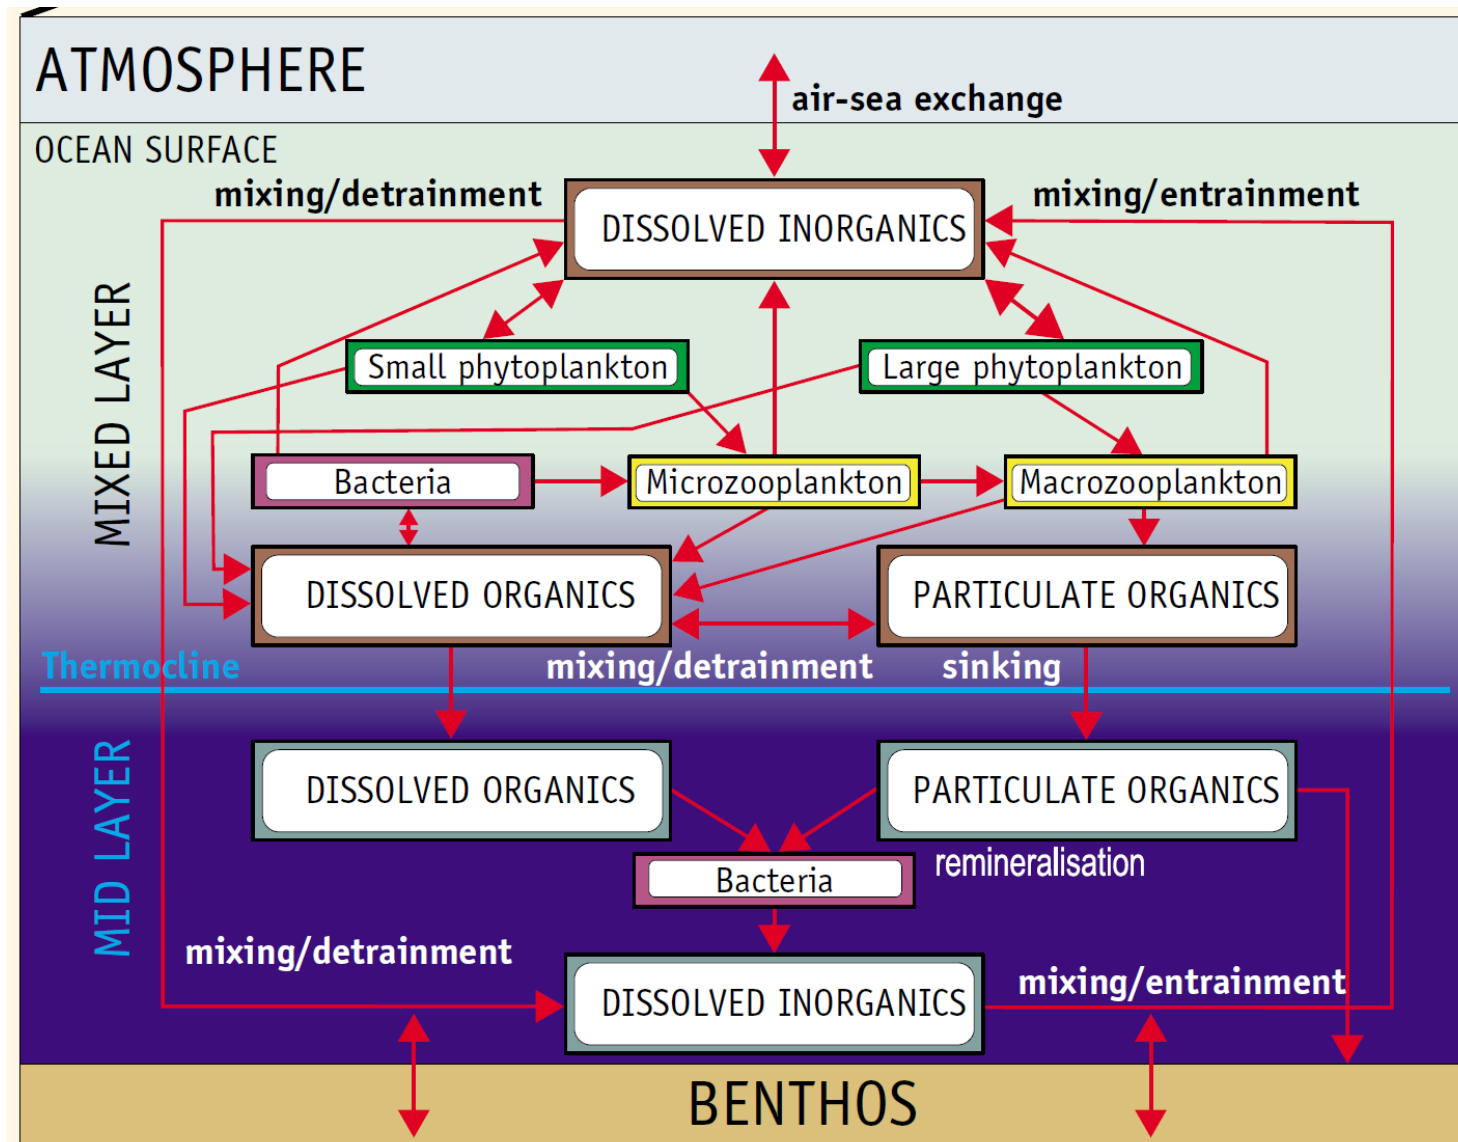 ATMOSPHERE
air-sea exchange
OCEAN SURFACE
mixing/detrainment
mixing/entrainment
DISSOLVED INORGANICS
MIXED LAYER
Small phytoplankton
Large phytoplankton
Bacteria
Microzooplankton
Macrozooplankton
DISSOLVED ORGANICS
PARTICULATE ORGANICS
Thermocline
mixing/detrainment
sinking
MID LAYER
DISSOLVED ORGANICS
PARTICULATE ORGANICS
remineralisation
Bacteria
mixing/detrainment
mixing/entrainment
DISSOLVED INORGANICS
BENTHOS